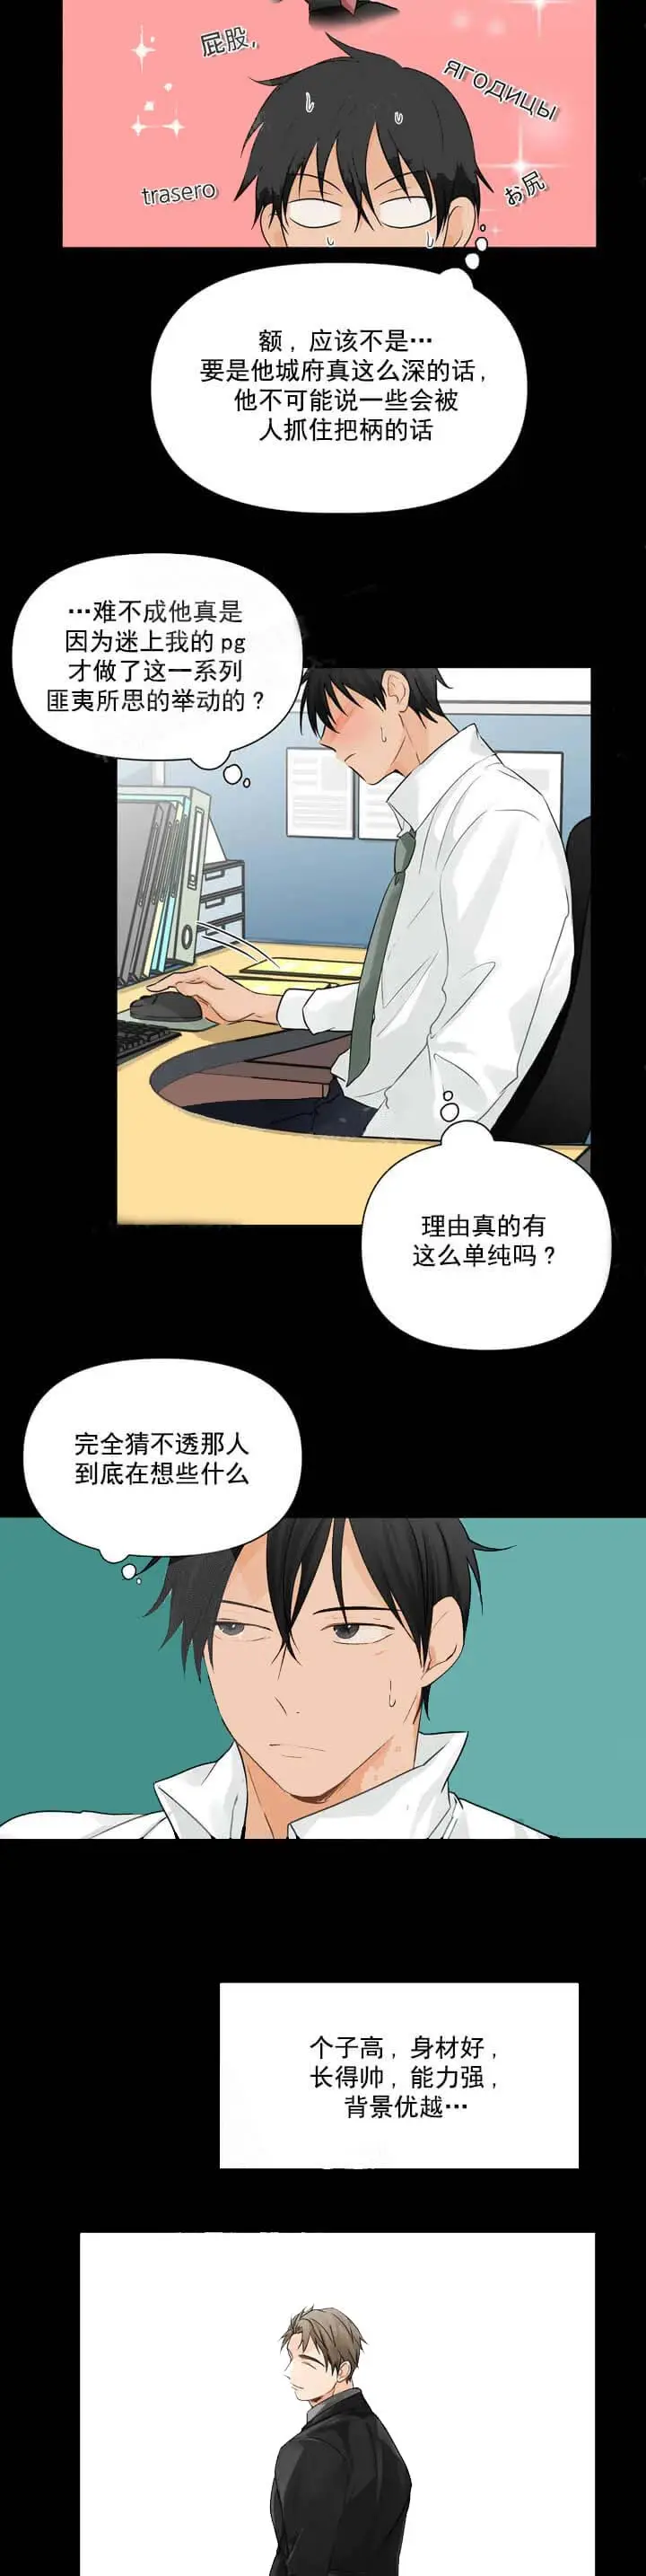 屁股,
ЯГОДИЦЫ
trasero
お尻
额，应该不是…
要是他城府真这么深的话，
他不可能说一些会被
人抓住把柄的话
…难不成他真是
因为迷上我的pg
才做了这一系列
匪夷所思的举动的？
理由真的有
这么单纯吗？
完全猜不透那人
到底在想些什么
个子高，身材好，
长得帅，能力强，
背景优越…